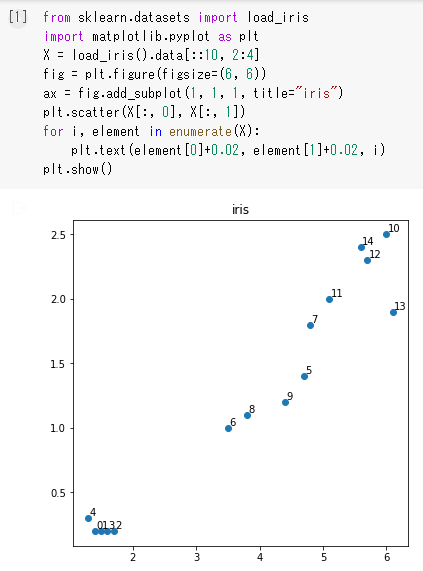 [1] from sklearn.datasets import load_iris
import matplotlib.pyplot as plt
X = load_iris().data[::10, 2:4]
fig = plt.figure(figsize=(6, 6))
ax = fig.add_subplot(1, 1, 1, title="iris")
plt.scatter(X[:, 0], X[:, 1])
for i, element in enumerate(X):
    plt.text(element[0]+0.02, element[1]+0.02, i)
plt.show()
iris
2.5
10
14
12
13
2.0
11
7
1.5
5
9
8
1.0
6
0.5
4
0132
2 3 4 5 6